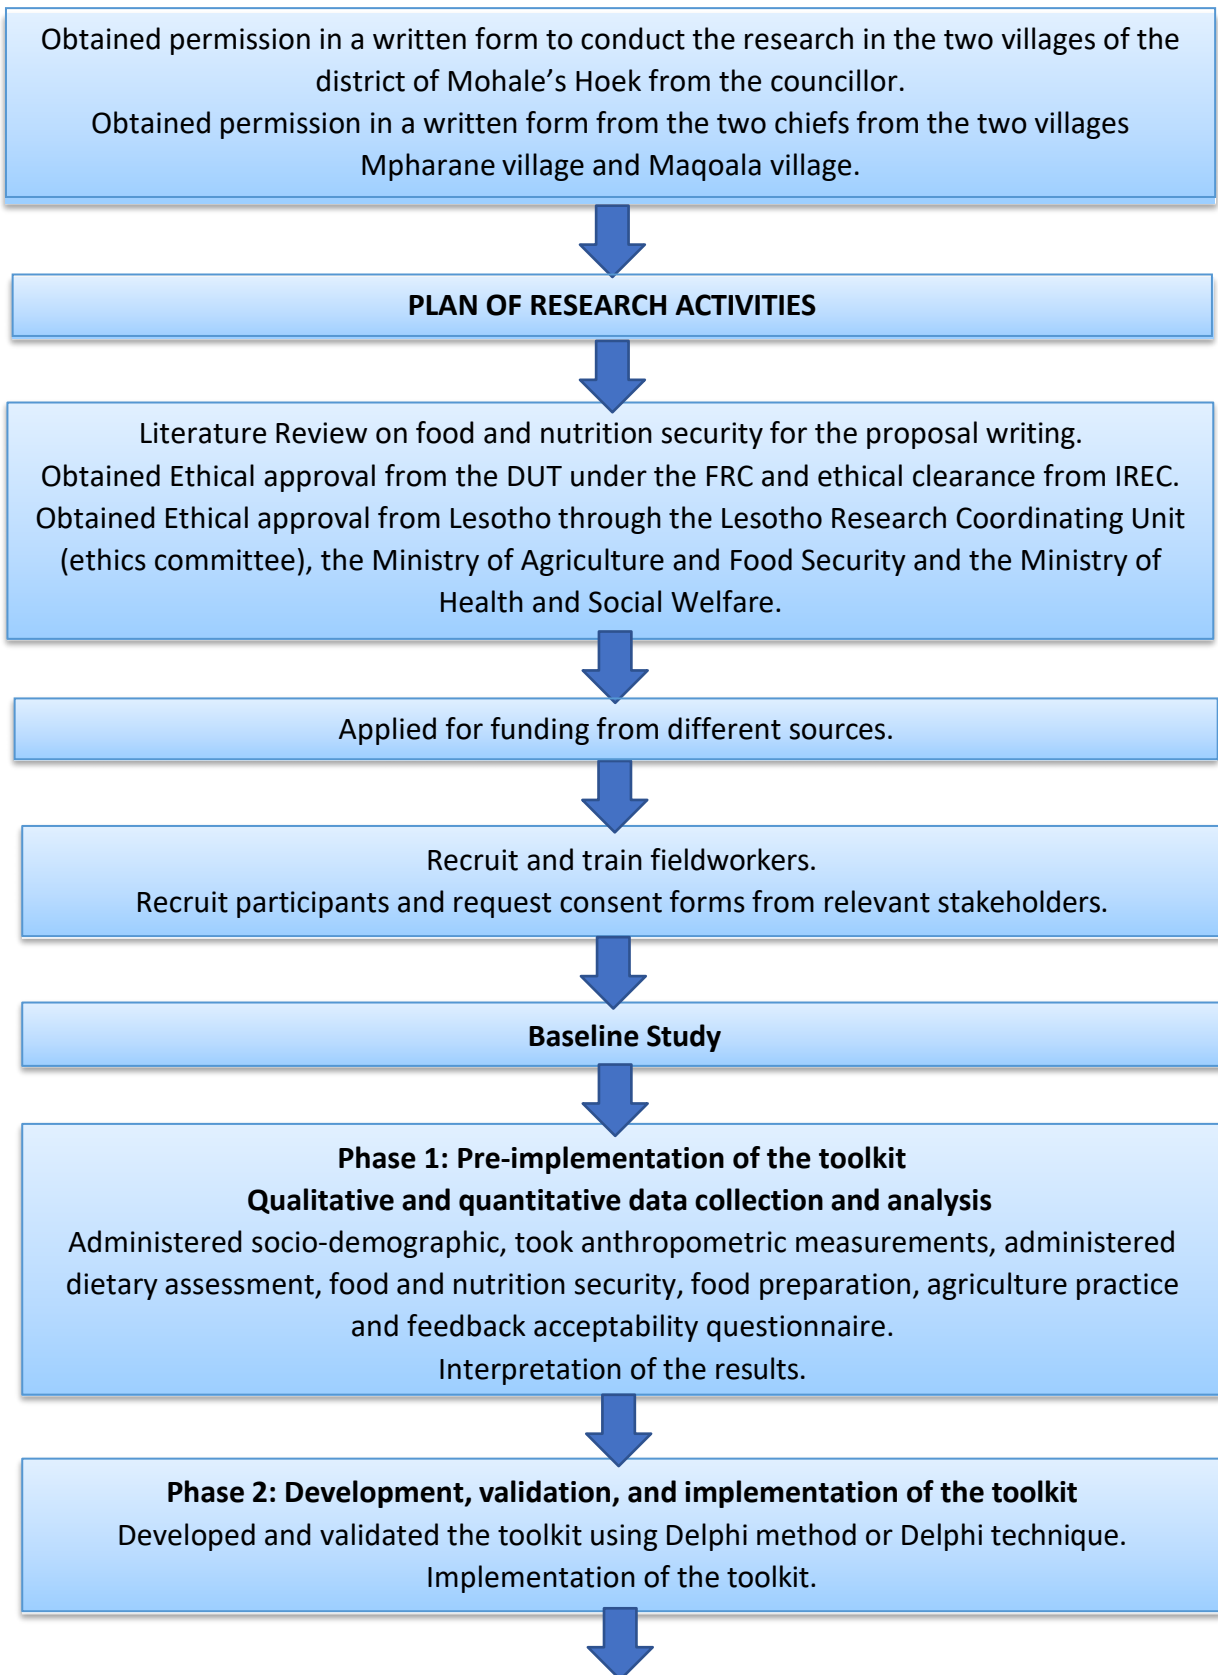 Obtained permission in a written form to conduct the research in the two villages of the
district of Mohale’s Hoek from the councillor.
Obtained permission in a written form from the two chiefs from the two villages
Mpharane village and Maqoala village.
PLAN OF RESEARCH ACTIVITIES
Literature Review on food and nutrition security for the proposal writing.
Obtained Ethical approval from the DUT under the FRC and ethical clearance from IREC.
Obtained Ethical approval from Lesotho through the Lesotho Research Coordinating Unit
(ethics committee), the Ministry of Agriculture and Food Security and the Ministry of
Health and Social Welfare.
Applied for funding from different sources.
Recruit and train fieldworkers.
Recruit participants and request consent forms from relevant stakeholders.
Baseline Study
Phase 1: Pre-implementation of the toolkit
Qualitative and quantitative data collection and analysis
Administered socio-demographic, took anthropometric measurements, administered
dietary assessment, food and nutrition security, food preparation, agriculture practice
and feedback acceptability questionnaire.
Interpretation of the results.
Phase 2: Development, validation, and implementation of the toolkit
Developed and validated the toolkit using Delphi method or Delphi technique.
Implementation of the toolkit.